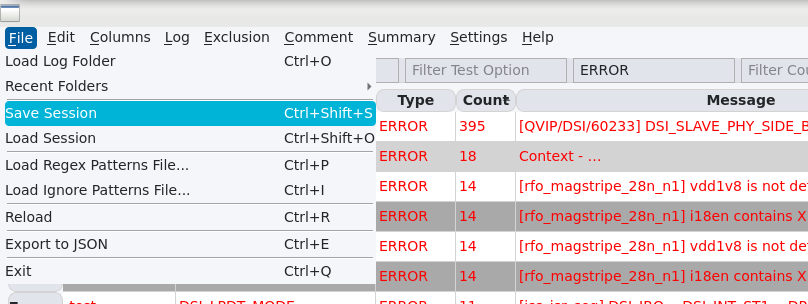 File Edit Columns Log Exclusion Comment Summary Settings Help
Load Log Folder Ctrl+O
Filter Test Option ERROR Filter Cou
Recent Folders
Type Count Message
Save Session Ctrl+Shift+S
ERROR 395 [QVIP/DSI/60233] DSI_SLAVE_PHY_SIDE_B
Load Session Ctrl+Shift+O
ERROR 18 Context - ...
Load Regex Patterns File... Ctrl+P
ERROR 14 [rfo_magstripe_28n_n1] vdd1v8 is not de
Load Ignore Patterns File... Ctrl+I
Reload Ctrl+R
ERROR 14 [rfo_magstripe_28n_n1] i18en contains X
Export to JSON Ctrl+E
ERROR 14 [rfo_magstripe_28n_n1] vdd1v8 is not de
Exit Ctrl+Q
ERROR 14 [rfo_magstripe_28n_n1] i18en contains X
test DSI_LPDT_MODE ERROR 11